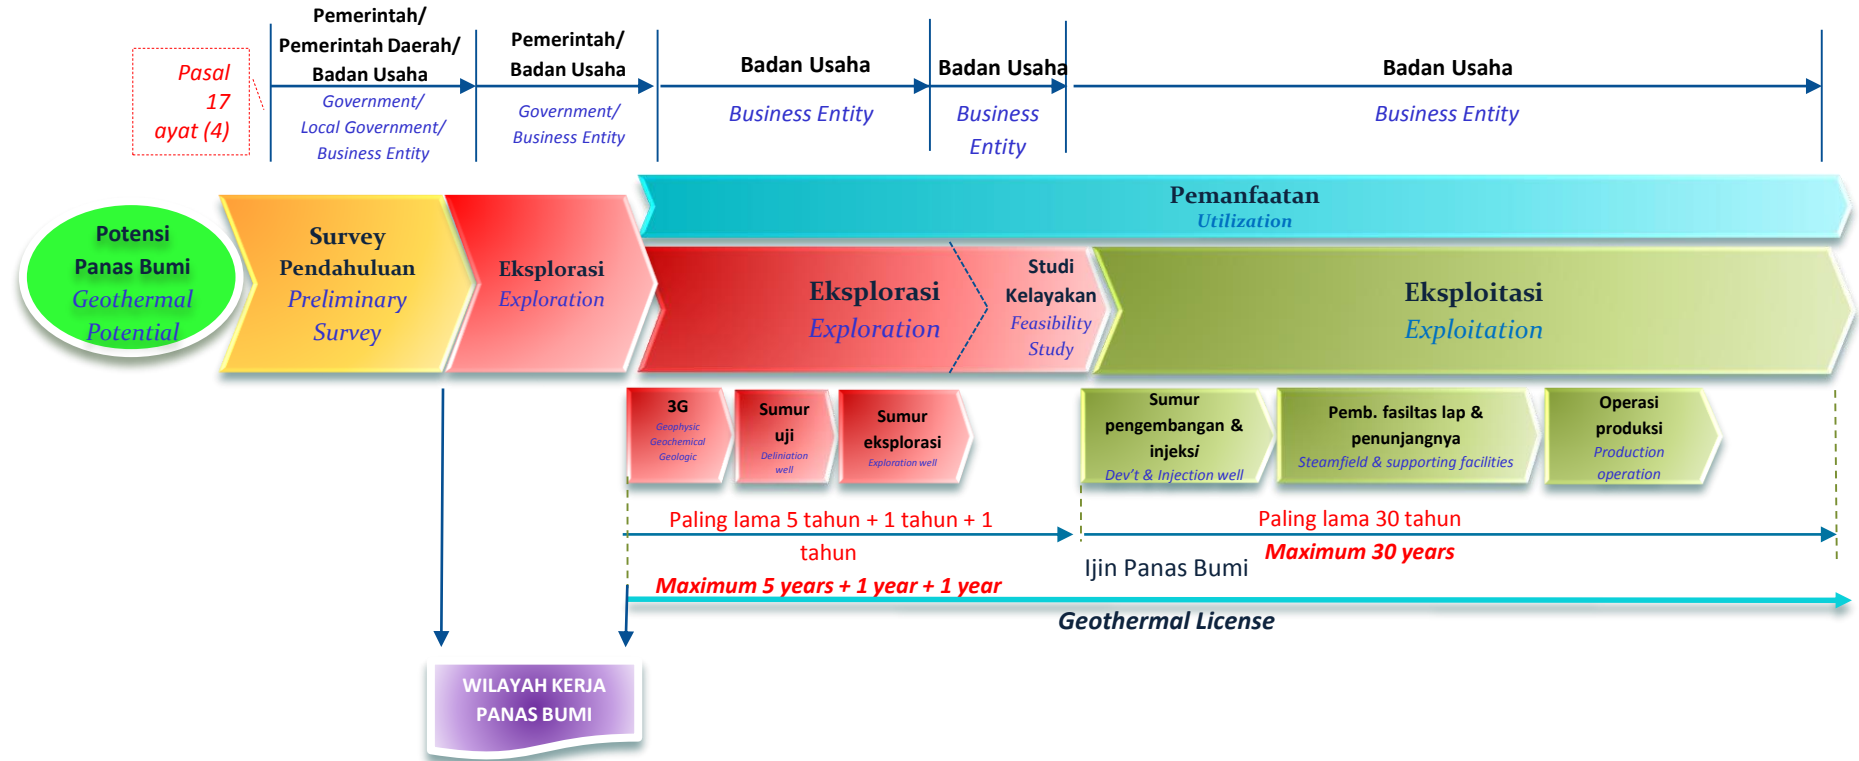 Pasal
17
ayat (4)
Pemerintah/
Pemerintah Daerah/
Badan Usaha
Government/
Local Government/
Business Entity
Pemerintah/
Badan Usaha
Government/
Business Entity
Badan Usaha
Business Entity
Badan Usaha
Business
Entity
Badan Usaha
Business Entity
Pemanfaatan
Utilization
Potensi
Panas Bumi
Geothermal
Potential
Survey
Pendahuluan
Preliminary
Survey
Eksplorasi
Exploration
Eksplorasi
Exploration
Studi
Kelayakan
Feasibility
Study
Eksploitasi
Exploitation
3G
Geophysic
Geochemical
Geologic
Sumur
uji
Deliniation
well
Sumur
eksplorasi
Exploration well
Sumur
pengembangan &
injeksi
Dev't & Injection well
Pemb. fasiltas lap &
penunjangnya
Steamfield & supporting facilities
Operasi
produksi
Production
operation
Paling lama 5 tahun + 1 tahun + 1
tahun
Maximum 5 years + 1 year + 1 year
Paling lama 30 tahun
Maximum 30 years
Ijin Panas Bumi
Geothermal License
WILAYAH KERJA
PANAS BUMI